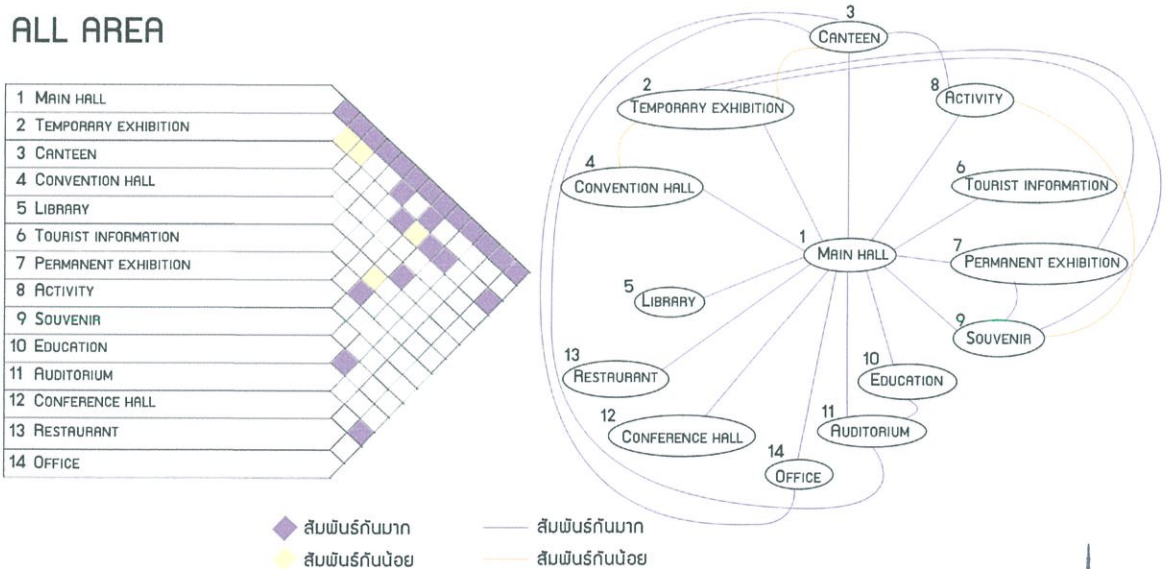 ALL AREA
1 MAIN HALL
2 TEMPORARY EXHIBITION
3 CANTEEN
4 CONVENTION HALL
5 LIBRARY
6 TOURIST INFORMATION
7 PERMANENT EXHIBITION
8 ACTIVITY
9 SOUVENIR
10 EDUCATION
11 AUDITORIUM
12 CONFERENCE HALL
13 RESTAURANT
14 OFFICE
3
CANTEEN
2
TEMPORARY EXHIBITION
8
ACTIVITY
4
CONVENTION HALL
6
TOURIST INFORMATION
1
MAIN HALL
7
PERMANENT EXHIBITION
5
LIBRARY
9
SOUVENIR
13
RESTAURANT
10
EDUCATION
12
CONFERENCE HALL
11
AUDITORIUM
14
OFFICE
สัมพันธ์กันมาก
สัมพันธ์กันมาก
สัมพันธ์กันน้อย
สัมพันธ์กันน้อย